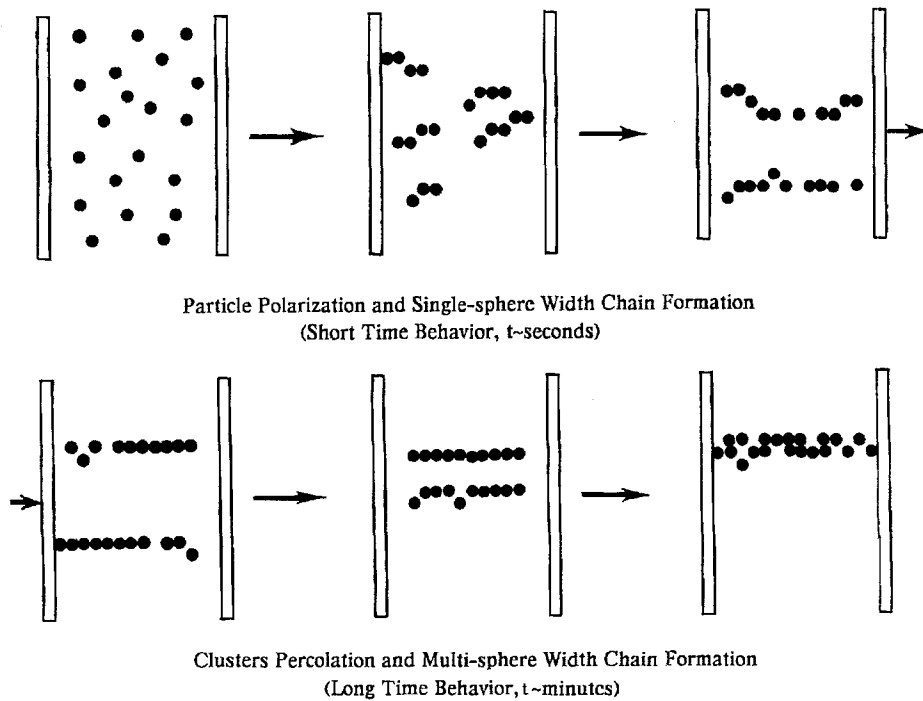 Particle Polarization and Single-sphere Width Chain Formation
(Short Time Behavior, t~seconds)
Clusters Percolation and Multi-sphere Width Chain Formation
(Long Time Behavior, t~minutes)